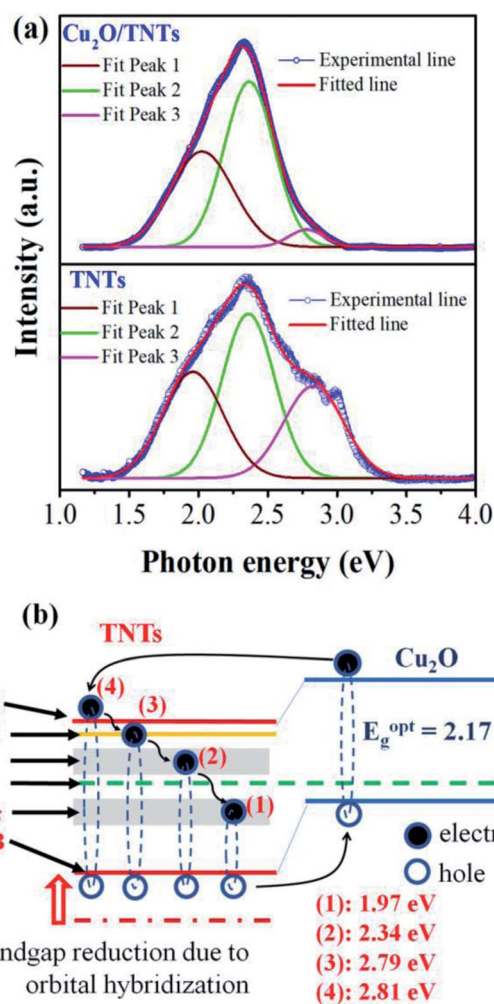 (a)
Cu₂O/TNTs
Fit Peak 1
Fit Peak 2
Fit Peak 3
Experimental line
Fitted line
TNTs
Fit Peak 1
Fit Peak 2
Fit Peak 3
Experimental line
Fitted line
Intensity (a.u.)
1.0 1.5 2.0 2.5 3.0 3.5 4.0
Photon energy (eV)
(b)
TNTs
Cu₂O
(4)
(3)
(2)
(1)
E_g^opt = 2.17
electr
hole
(1): 1.97 eV
(2): 2.34 eV
(3): 2.79 eV
(4): 2.81 eV
ndgap reduction due to
orbital hybridization